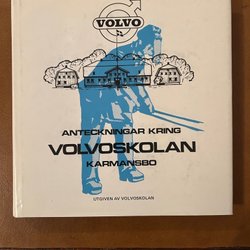 VOLVO
ANTECKNINGAR KRING
VOLVOSKOLAN
KARMANSBO
UTGIVEN AV VOLVOSKOLAN